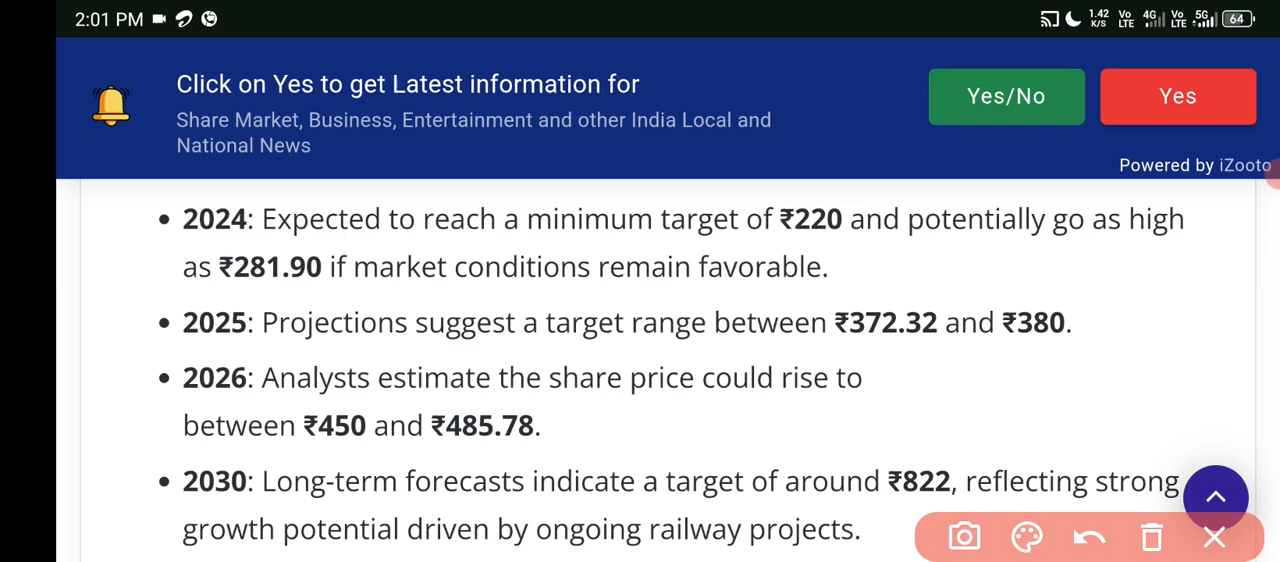 2:01 PM
1.42 K/S Vo LTE 4G Vo LTE 5G 64
Click on Yes to get Latest information for
Share Market, Business, Entertainment and other India Local and
National News
Yes/No
Yes
Powered by iZooto
• 2024: Expected to reach a minimum target of ₹220 and potentially go as high
as ₹281.90 if market conditions remain favorable.
• 2025: Projections suggest a target range between ₹372.32 and ₹380.
• 2026: Analysts estimate the share price could rise to
between ₹450 and ₹485.78.
• 2030: Long-term forecasts indicate a target of around ₹822, reflecting strong
growth potential driven by ongoing railway projects.